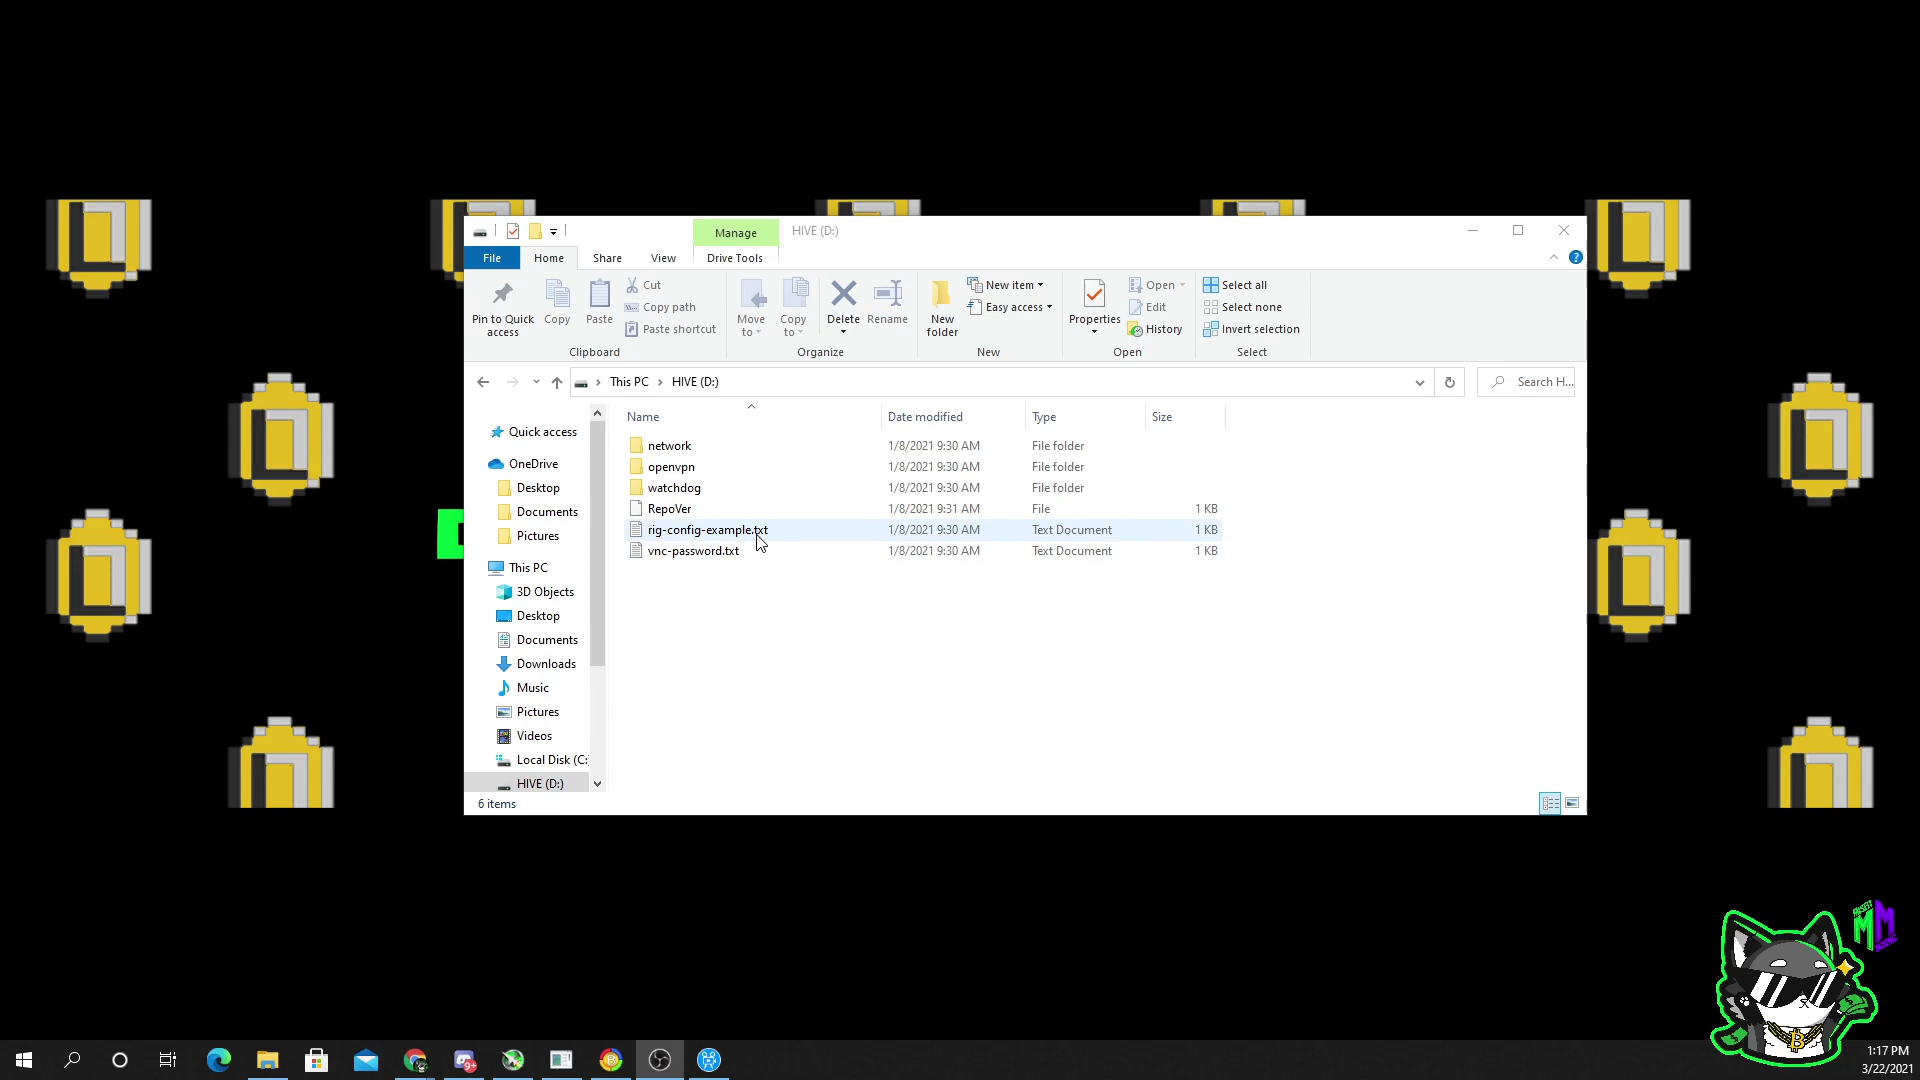 Manage
HIVE (D:)
File
Home
Share
View
Drive Tools
Pin to Quick access
Copy
Paste
Cut
Copy path
Paste shortcut
Clipboard
Move to
Copy to
Delete
Rename
Organize
New folder
New item
Easy access
New
Properties
Open
Edit
History
Open
Select all
Select none
Invert selection
Select
This PC > HIVE (D:)
Search H...
Name Date modified Type Size
network 1/8/2021 9:30 AM File folder
openvpn 1/8/2021 9:30 AM File folder
watchdog 1/8/2021 9:30 AM File folder
RepoVer 1/8/2021 9:31 AM File 1 KB
rig-config-example.txt 1/8/2021 9:30 AM Text Document 1 KB
vnc-password.txt 1/8/2021 9:30 AM Text Document 1 KB
Quick access
OneDrive
Desktop
Documents
Pictures
This PC
3D Objects
Desktop
Documents
Downloads
Music
Pictures
Videos
Local Disk (C:
HIVE (D:)
6 items
9+
1:17 PM
3/22/2021